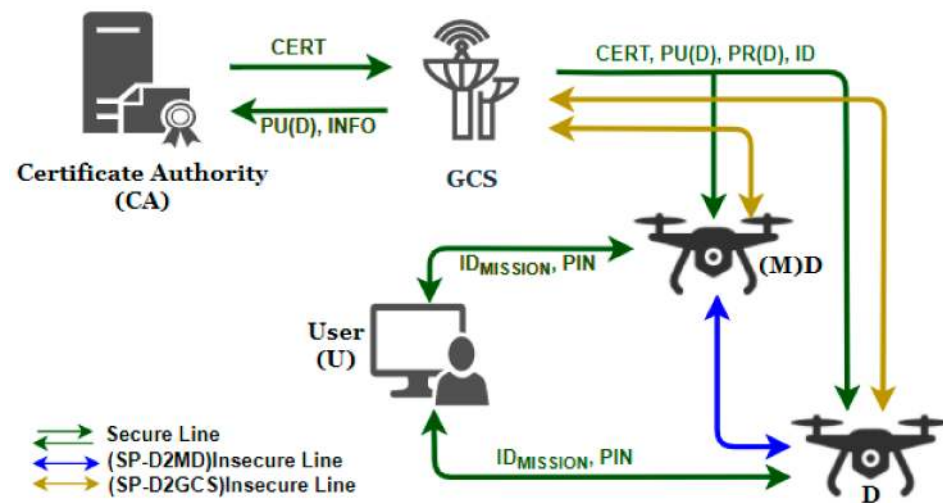 CERT
CERT, PU(D), PR(D), ID
PU(D), INFO
Certificate Authority
(CA)
GCS
(M)D
ID_MISSION, PIN
User
(U)
Secure Line
(SP-D2MD)Insecure Line
(SP-D2GCS)Insecure Line
ID_MISSION, PIN
D